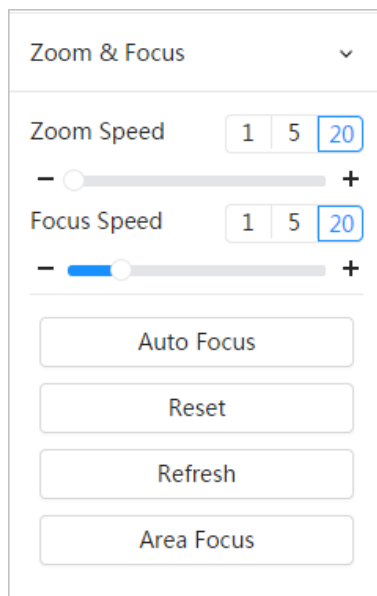 Zoom & Focus
Zoom Speed 1 5 20
− +
Focus Speed 1 5 20
− +
Auto Focus
Reset
Refresh
Area Focus